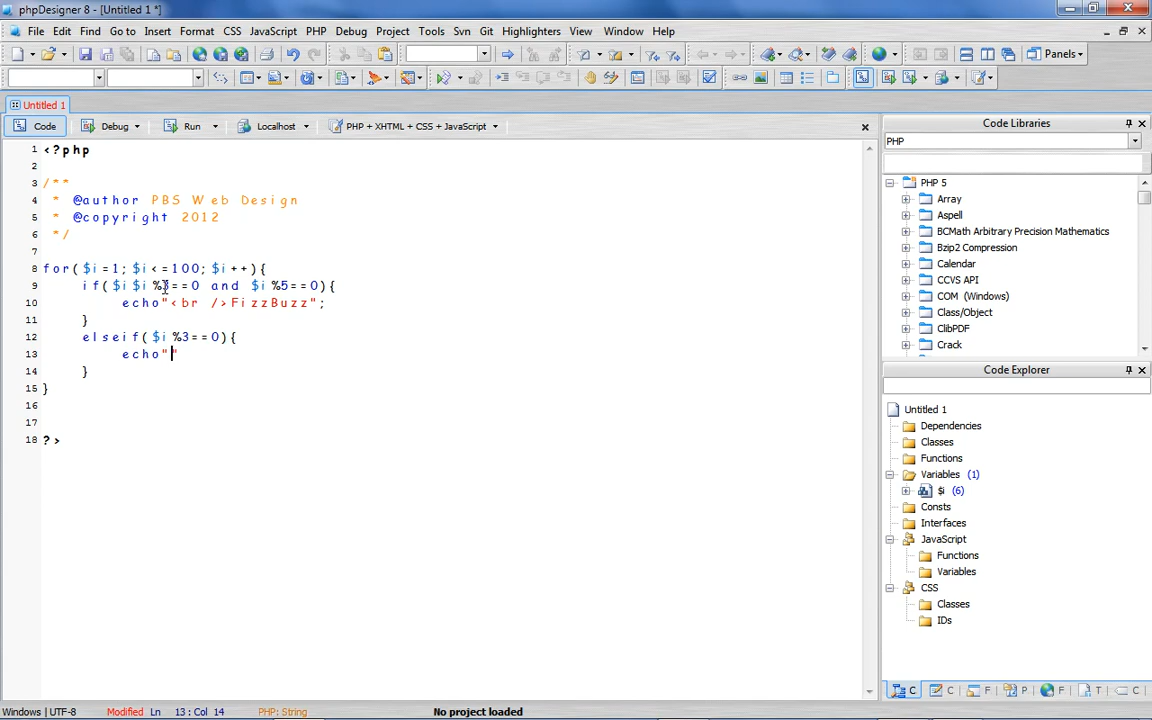 phpDesigner 8 - [Untitled 1 *]
File Edit Find Go to Insert Format CSS JavaScript PHP Debug Project Tools Svn Git Highlighters View Window Help
Panels
Untitled 1
Code Debug Run Localhost PHP + XHTML + CSS + JavaScript
1 <?php
2
3 /**
4 * @author PBS Web Design
5 * @copyright 2012
6 */
7
8 for($i=1; $i<=100; $i++){
9 if($i$i%3==0 and $i%5==0){
10 echo"<br />FizzBuzz";
11 }
12 elseif($i%3==0){
13 echo""
14 }
15 }
16
17
18 ?>
Code Libraries
PHP
PHP 5
Array
Aspell
BCMath Arbitrary Precision Mathematics
Bzip2 Compression
Calendar
CCVS API
COM (Windows)
Class/Object
ClibPDF
Crack
Code Explorer
Untitled 1
Dependencies
Classes
Functions
Variables (1)
$i (6)
Consts
Interfaces
JavaScript
Functions
Variables
CSS
Classes
IDs
C C F P F T C
Windows | UTF-8 Modified Ln 13 : Col 14 PHP: String No project loaded